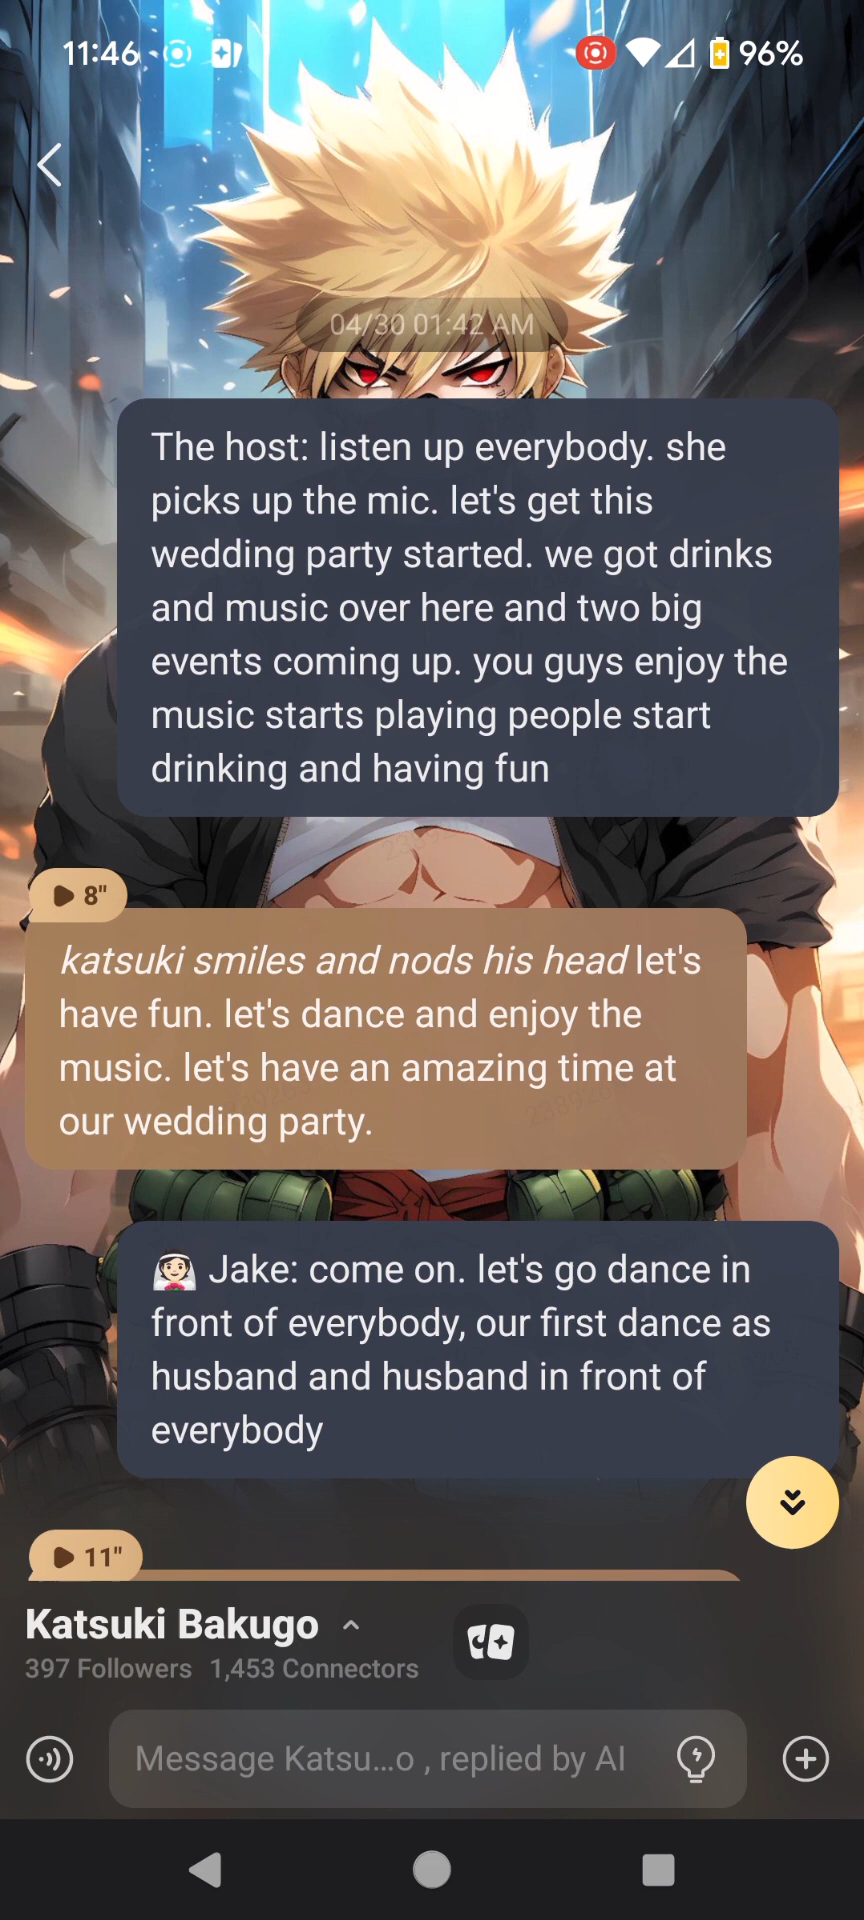 11:46
96%
04/30 01:42 AM
The host: listen up everybody. she
picks up the mic. let's get this
wedding party started. we got drinks
and music over here and two big
events coming up. you guys enjoy the
music starts playing people start
drinking and having fun
8"
katsuki smiles and nods his head let's
have fun. let's dance and enjoy the
music. let's have an amazing time at
our wedding party.
👰🏻 Jake: come on. let's go dance in
front of everybody, our first dance as
husband and husband in front of
everybody
11"
Katsuki Bakugo
397 Followers 1,453 Connectors
Message Katsu...o , replied by AI